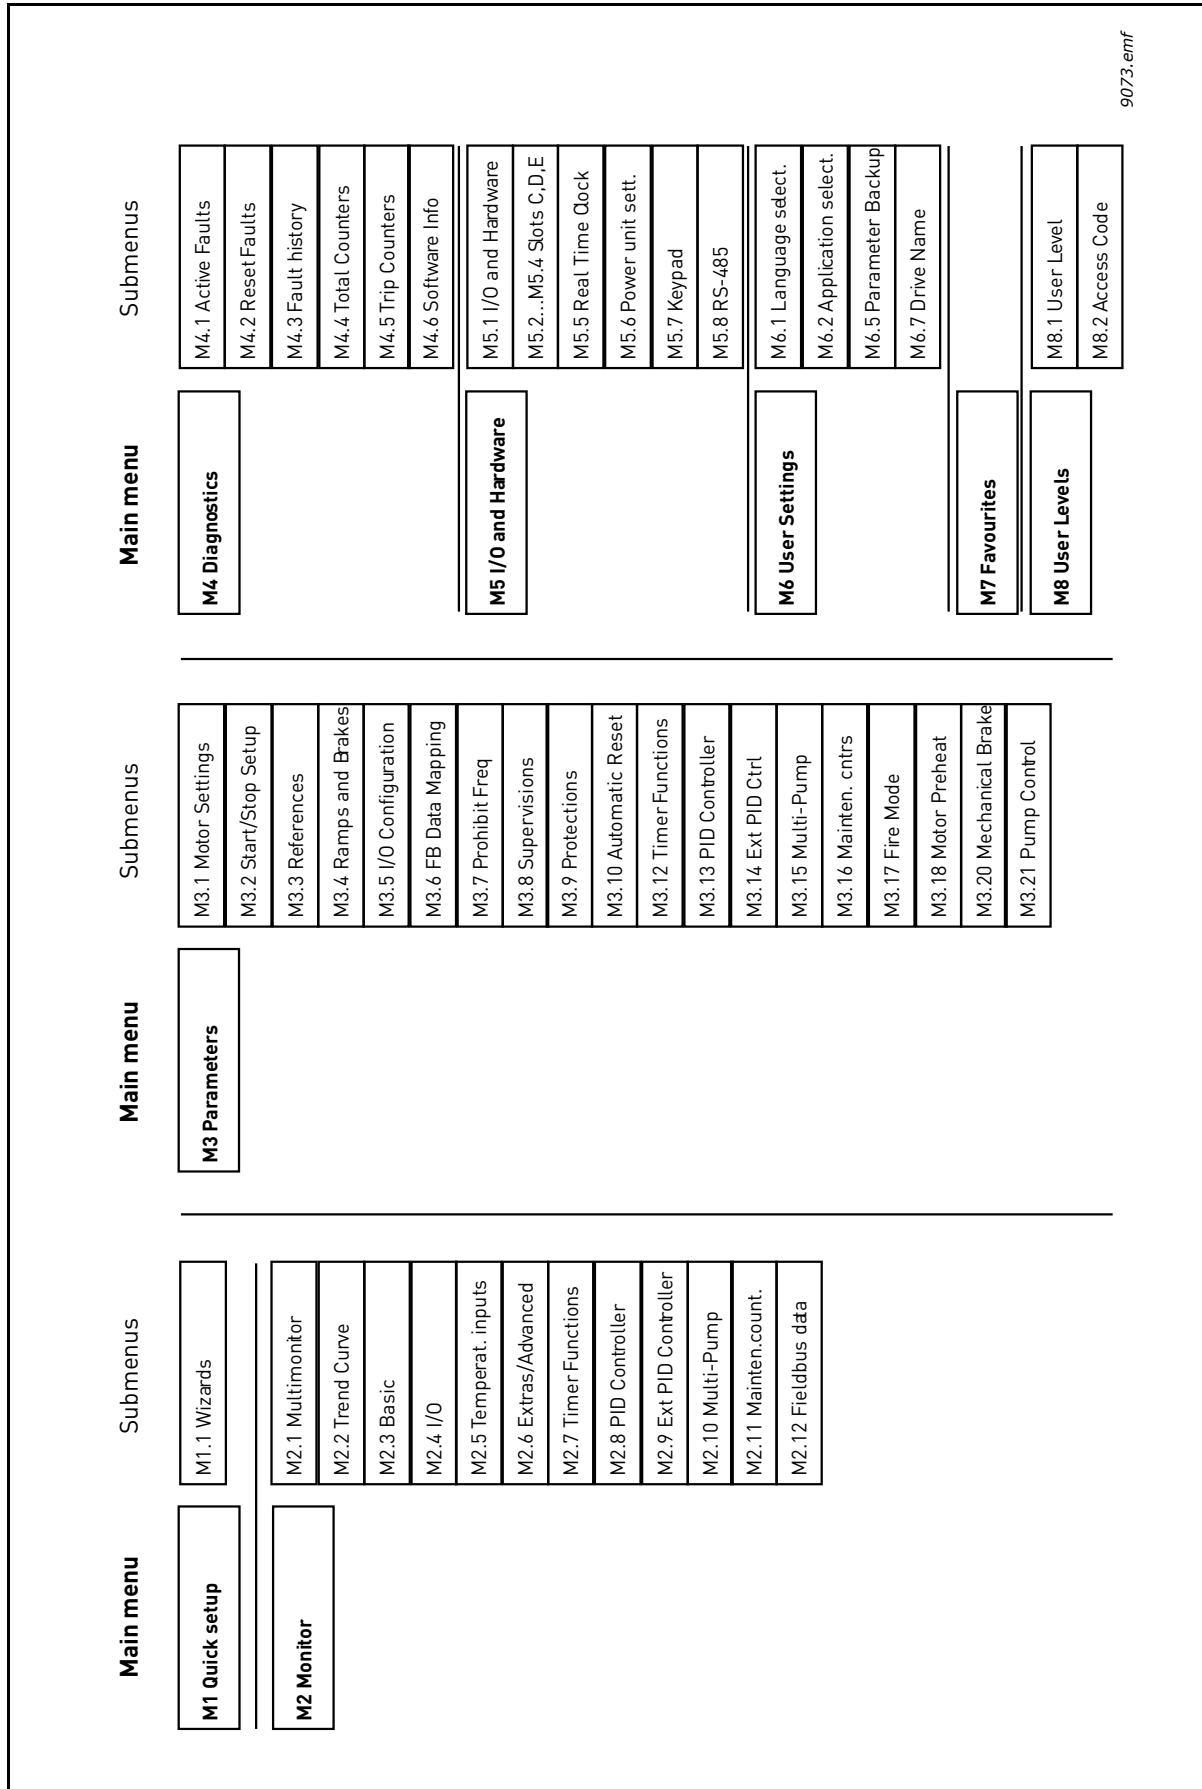 Main menu
Submenus
M1 Quick setup
M1.1 Wizards
M2 Monitor
M2.1 Multimonitor
M2.2 Trend Curve
M2.3 Basic
M2.4 I/O
M2.5 Temperat. inputs
M2.6 Extras/Advanced
M2.7 Timer Functions
M2.8 PID Controller
M2.9 Ext PID Controller
M2.10 Multi-Pump
M2.11 Mainten.count.
M2.12 Fieldbus data
Main menu
Submenus
M3 Parameters
M3.1 Motor Settings
M3.2 Start/Stop Setup
M3.3 References
M3.4 Ramps and Brakes
M3.5 I/O Configuration
M3.6 FB Data Mapping
M3.7 Prohibit Freq
M3.8 Supervisions
M3.9 Protections
M3.10 Automatic Reset
M3.12 Timer Functions
M3.13 PID Controller
M3.14 Ext PID Ctrl
M3.15 Multi-Pump
M3.16 Mainten. cntrs
M3.17 Fire Mode
M3.18 Motor Preheat
M3.20 Mechanical Brake
M3.21 Pump Control
Main menu
Submenus
M4 Diagnostics
M4.1 Active Faults
M4.2 Reset Faults
M4.3 Fault history
M4.4 Total Counters
M4.5 Trip Counters
M4.6 Software Info
M5 I/O and Hardware
M5.1 I/O and Hardware
M5.2...M5.4 Slots C,D,E
M5.5 Real Time Clock
M5.6 Power unit sett.
M5.7 Keypad
M5.8 RS-485
M6 User Settings
M6.1 Language select.
M6.2 Application select.
M6.5 Parameter Backup
M6.7 Drive Name
M7 Favourites
M8 User Levels
M8.1 User Level
M8.2 Access Code
9073.emf